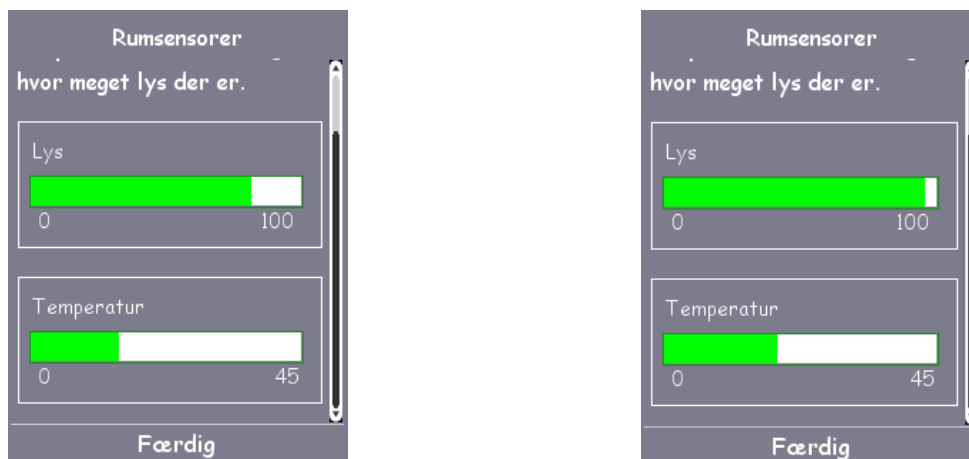 Rumsensorer
hvor meget lys der er.
Lys
0 100
Temperatur
0 45
Færdig
Rumsensorer
hvor meget lys der er.
Lys
0 100
Temperatur
0 45
Færdig